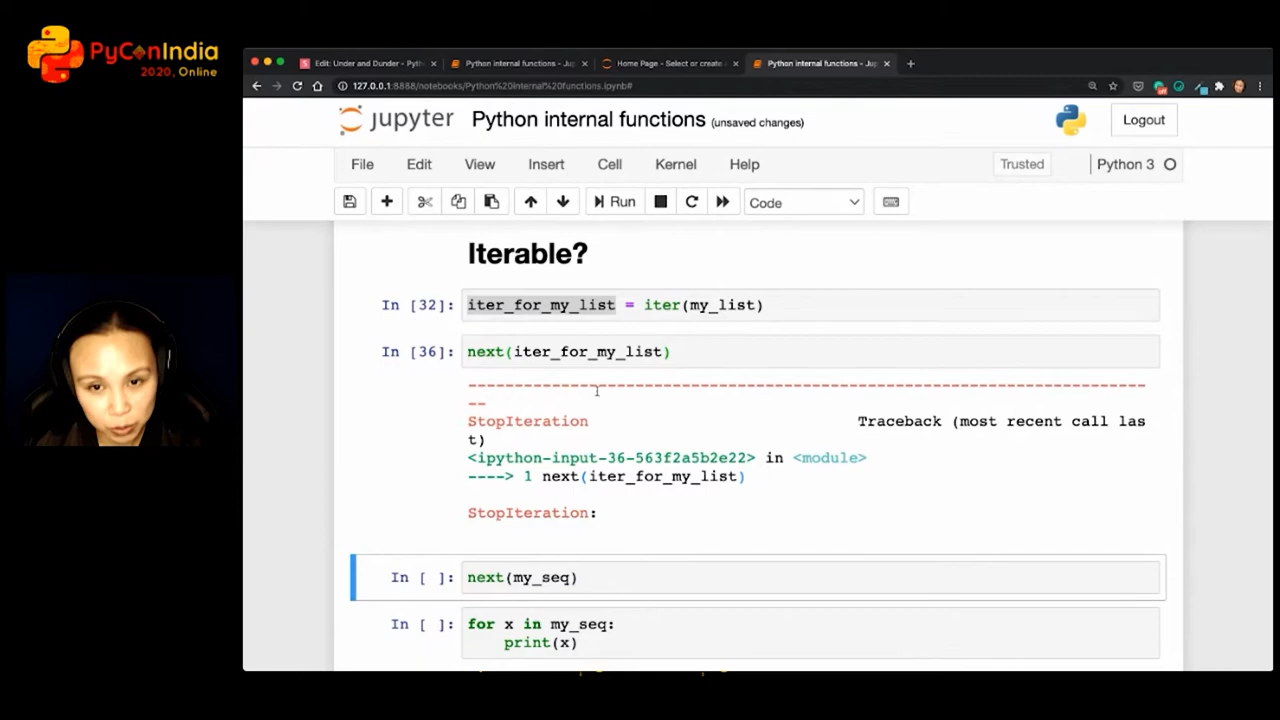 PyConIndia
2020, Online
Edit: Under and Dunder - Pyth
Python internal functions - Jup
Home Page - Select or create
Python internal functions - Jup
127.0.0.1:8888/notebooks/Python%20internal%20functions.ipynb#
jupyter Python internal functions (unsaved changes)
Logout
File Edit View Insert Cell Kernel Help
Trusted
Python 3
Run
Code
Iterable?
In [32]: iter_for_my_list = iter(my_list)
In [36]: next(iter_for_my_list)
---------------------------------------------------------------------------
--
StopIteration Traceback (most recent call las
t)
<ipython-input-36-563f2a5b2e22> in <module>
----> 1 next(iter_for_my_list)
StopIteration:
In [ ]: next(my_seq)
In [ ]: for x in my_seq:
print(x)